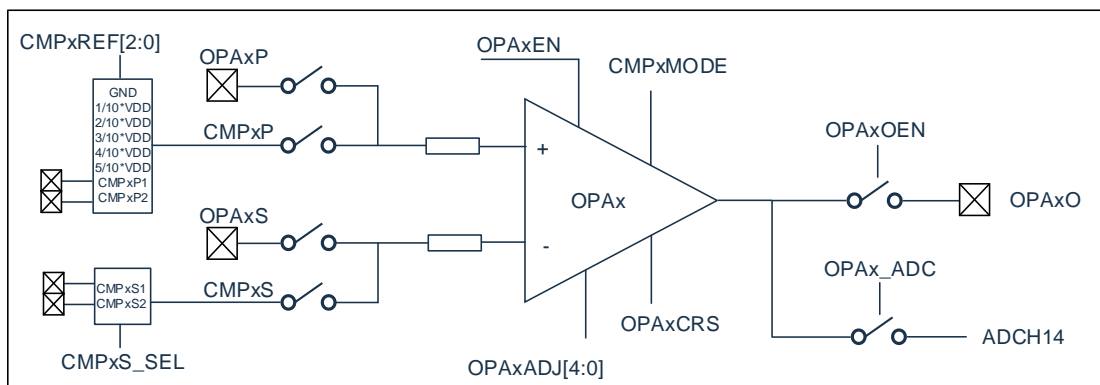 CMPxREF[2:0]
GND
1/10*VDD
2/10*VDD
3/10*VDD
4/10*VDD
5/10*VDD
CMPxP1
CMPxP2
OPAxP
CMPxP
OPAxS
CMPxS
CMPxS1
CMPxS2
CMPxS_SEL
OPAxEN
CMPxMODE
+
OPAx
-
OPAxCRS
OPAxADJ[4:0]
OPAxOEN
OPAxO
OPAx_ADC
ADCH14